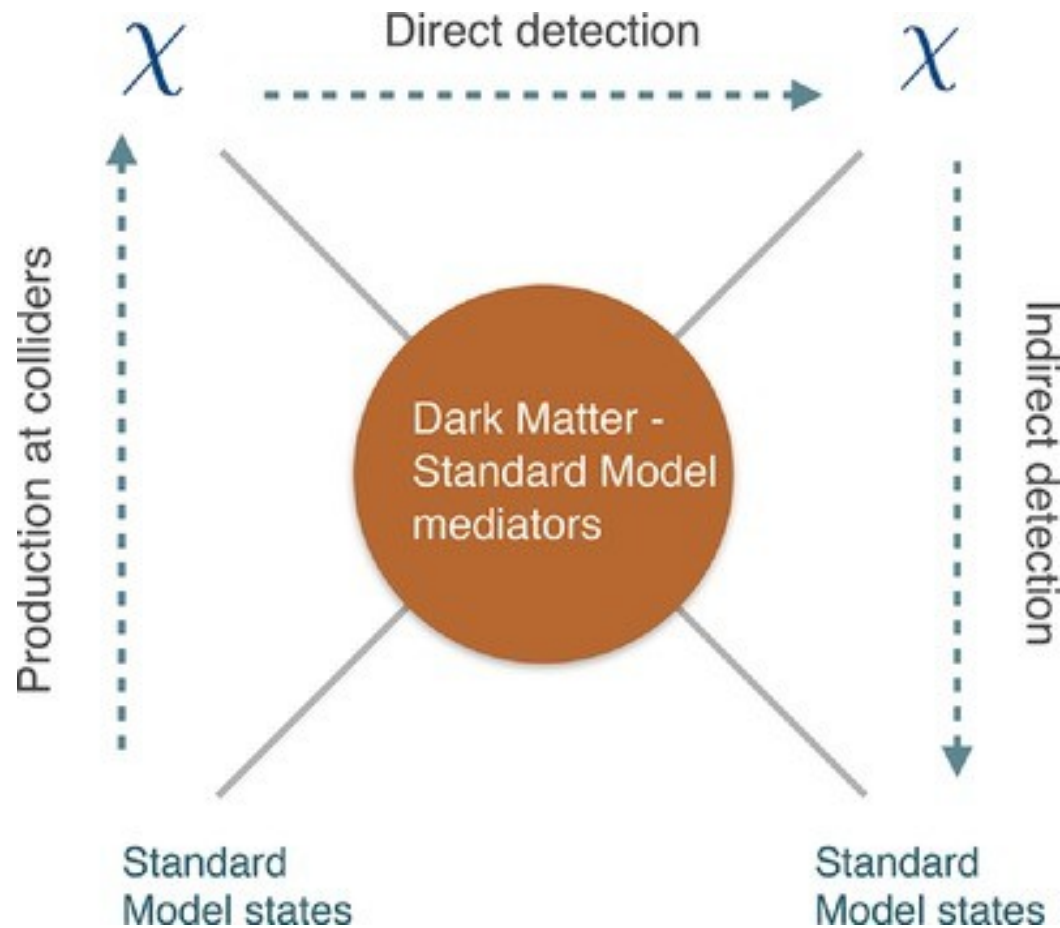 χ
Direct detection
χ
Production at colliders
Dark Matter -
Standard Model
mediators
Indirect detection
Standard
Model states
Standard
Model states